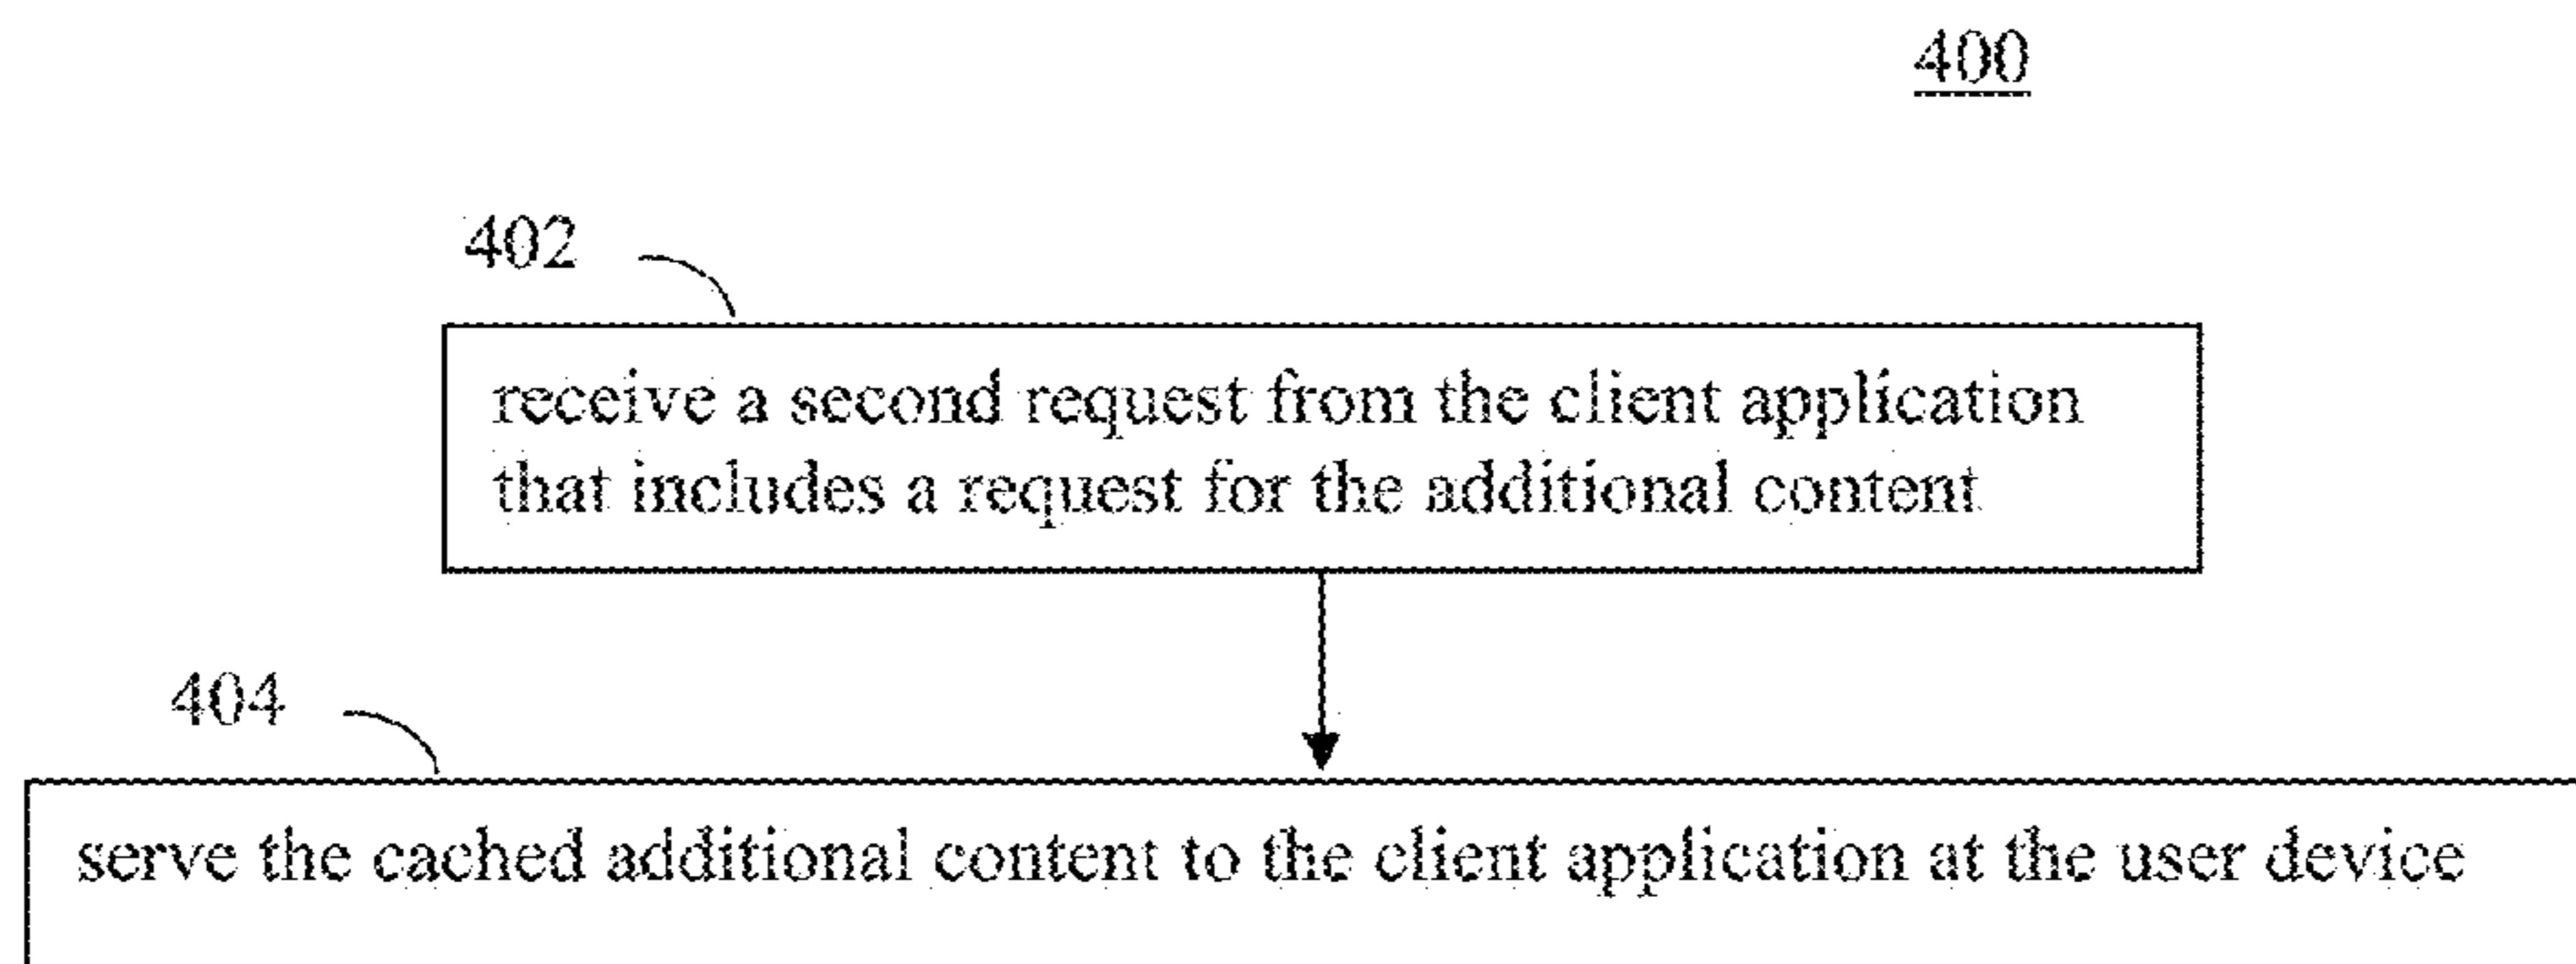 400
402
receive a second request from the client application
that includes a request for the additional content
404
serve the cached additional content to the client application at the user device